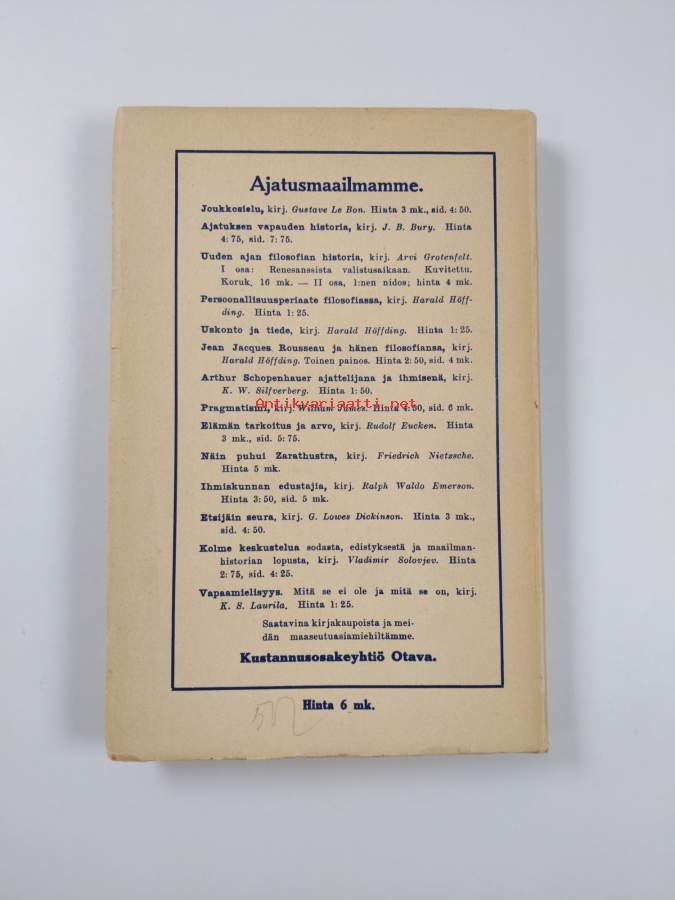 Ajatusmaailmamme.
Joukkosielu, kirj. Gustave Le Bon. Hinta 3 mk., sid. 4: 50.
Ajatuksen vapauden historia, kirj. J. B. Bury. Hinta
4: 75, sid. 7: 75.
Uuden ajan filosofian historia, kirj. Arvi Grotenfelt.
I osa: Renesanssista valistusaikaan. Kuvitettu.
Koruk. 16 mk. — II osa, 1:nen nidos; hinta 4 mk.
Persoonallisuusperiaate filosofiassa, kirj. Harald Höff-
ding. Hinta 1: 25.
Uskonto ja tiede, kirj. Harald Höffding. Hinta 1: 25.
Jean Jacques Rousseau ja hänen filosofiansa, kirj.
Harald Höffding. Toinen painos. Hinta 2: 50, sid. 4 mk.
Arthur Schopenhauer ajattelijana ja ihmisenä, kirj.
K. W. Silfverberg. Hinta 1: 50.
Antikvariaatti.net
Pragmatismi, kirj. William James. Hinta 4: 50, sid. 6 mk.
Elämän tarkoitus ja arvo, kirj. Rudolf Eucken. Hinta
3 mk., sid. 5: 75.
Näin puhui Zarathustra, kirj. Friedrich Nietzsche.
Hinta 5 mk.
Ihmiskunnan edustajia, kirj. Ralph Waldo Emerson.
Hinta 3: 50, sid. 5 mk.
Etsijäin seura, kirj. G. Lowes Dickinson. Hinta 3 mk.,
sid. 4: 50.
Kolme keskustelua sodasta, edistyksestä ja maailman-
historian lopusta, kirj. Vladimir Solovjev. Hinta
2: 75, sid. 4: 25.
Vapaamielisyys. Mitä se ei ole ja mitä se on, kirj.
K. S. Laurila. Hinta 1: 25.
Saatavina kirjakaupoista ja mei-
dän maaseutuasiamiehiltämme.
Kustannusosakeyhtiö Otava.
Hinta 6 mk.